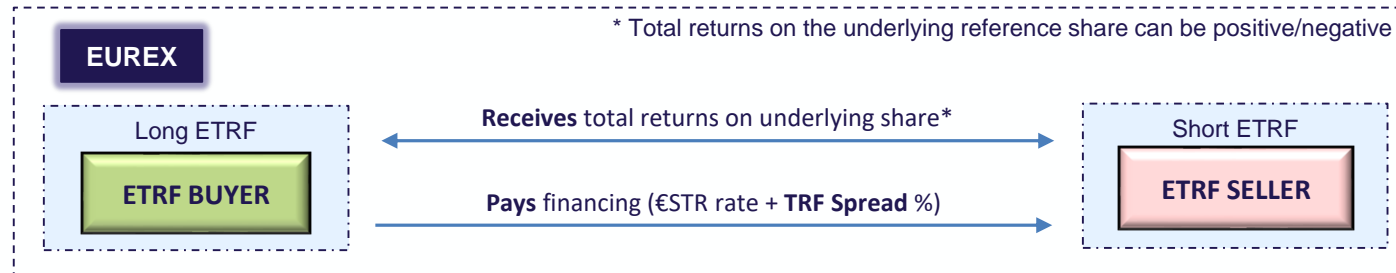 * Total returns on the underlying reference share can be positive/negative
EUREX
Long ETRF
Receives total returns on underlying share*
Short ETRF
ETRF BUYER
ETRF SELLER
Pays financing (€STR rate + TRF Spread %)